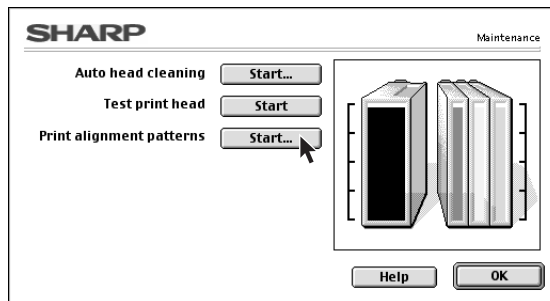 SHARP
Maintenance
Auto head cleaning Start...
Test print head Start
Print alignment patterns Start...
Help OK